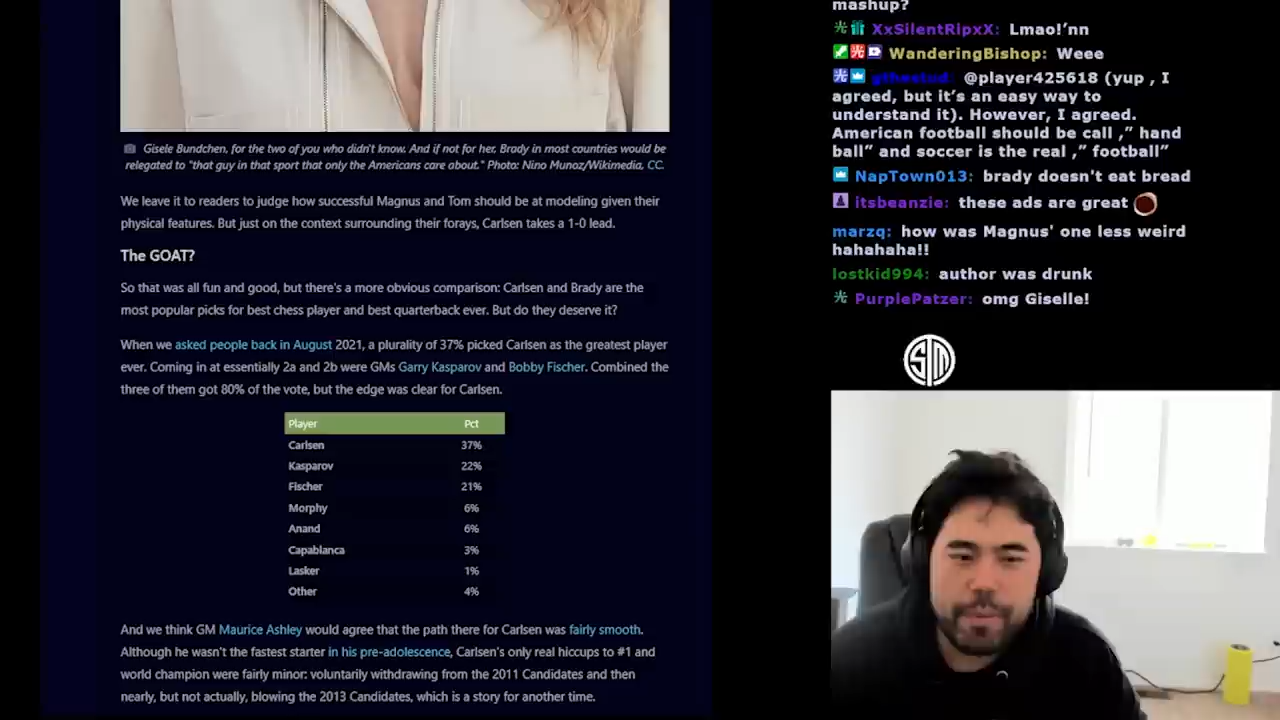 Gisele Bundchen, for the two of you who didn't know. And if not for her, Brady in most countries would be
relegated to "that guy in that sport that only the Americans care about." Photo: Nino Munoz/Wikimedia, CC.
We leave it to readers to judge how successful Magnus and Tom should be at modeling given their
physical features. But just on the context surrounding their forays, Carlsen takes a 1-0 lead.
The GOAT?
So that was all fun and good, but there's a more obvious comparison: Carlsen and Brady are the
most popular picks for best chess player and best quarterback ever. But do they deserve it?
When we asked people back in August 2021, a plurality of 37% picked Carlsen as the greatest player
ever. Coming in at essentially 2a and 2b were GMs Garry Kasparov and Bobby Fischer. Combined the
three of them got 80% of the vote, but the edge was clear for Carlsen.
Player Pct
Carlsen 37%
Kasparov 22%
Fischer 21%
Morphy 6%
Anand 6%
Capablanca 3%
Lasker 1%
Other 4%
And we think GM Maurice Ashley would agree that the path there for Carlsen was fairly smooth.
Although he wasn't the fastest starter in his pre-adolescence, Carlsen's only real hiccups to #1 and
world champion were fairly minor: voluntarily withdrawing from the 2011 Candidates and then
nearly, but not actually, blowing the 2013 Candidates, which is a story for another time.
mashup?
XxSilentRipxX: Lmao!’nn
WanderingBishop: Weee
gthestud: @player425618 (yup , I
agreed, but it’s an easy way to
understand it). However, I agreed.
American football should be call ,” hand
ball” and soccer is the real ,” football”
NapTown013: brady doesn't eat bread
itsbeanzie: these ads are great
marzq: how was Magnus' one less weird
hahahaha!!
lostkid994: author was drunk
PurplePatzer: omg Giselle!
TSM